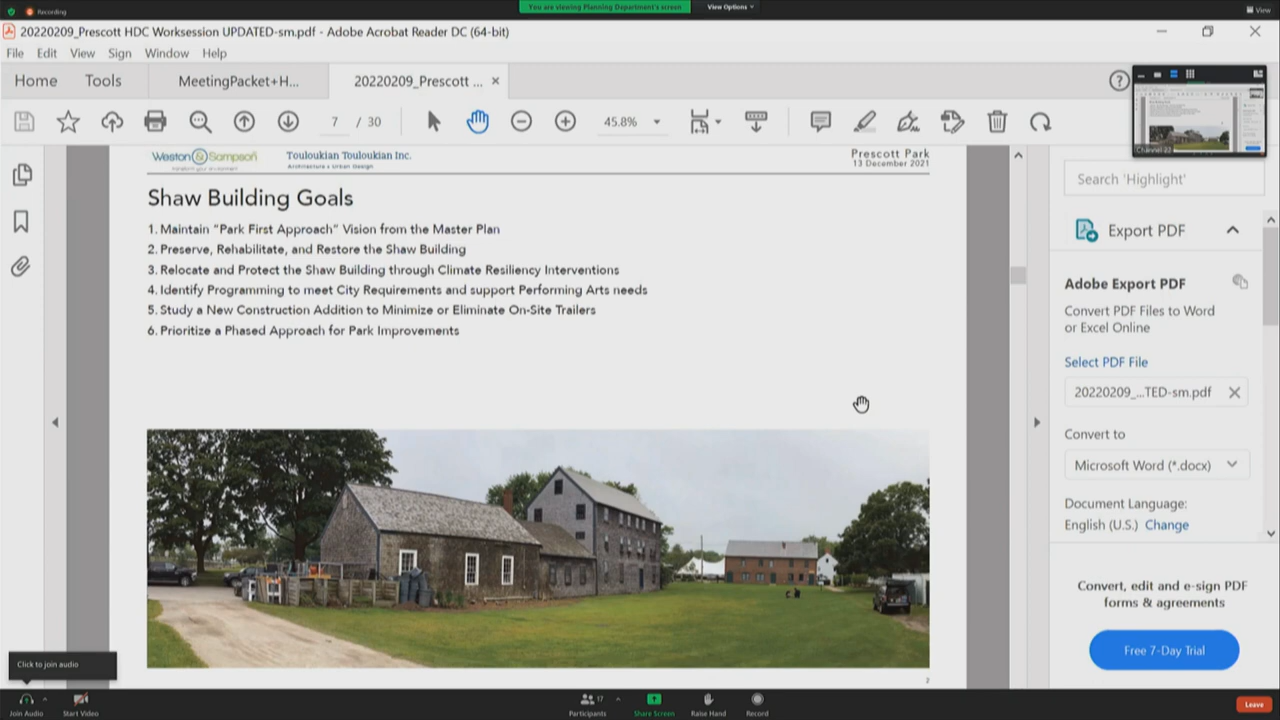 Recording
You are viewing Planning Department's screen
View Options
View
20220209_Prescott HDC Worksession UPDATED-sm.pdf - Adobe Acrobat Reader DC (64-bit)
File Edit View Sign Window Help
Home Tools MeetingPacket+H... 20220209_Prescott ...
7 / 30 45.8%
Channel 22
Weston & Sampson Touloukian Touloukian Inc. Prescott Park
Architecture + Urban Design 13 December 2021
Shaw Building Goals
1. Maintain "Park First Approach" Vision from the Master Plan
2. Preserve, Rehabilitate, and Restore the Shaw Building
3. Relocate and Protect the Shaw Building through Climate Resiliency Interventions
4. Identify Programming to meet City Requirements and support Performing Arts needs
5. Study a New Construction Addition to Minimize or Eliminate On-Site Trailers
6. Prioritize a Phased Approach for Park Improvements
2
Search 'Highlight'
Export PDF
Adobe Export PDF
Convert PDF Files to Word
or Excel Online
Select PDF File
20220209_...TED-sm.pdf
Convert to
Microsoft Word (*.docx)
Document Language:
English (U.S.) Change
Convert, edit and e-sign PDF
forms & agreements
Free 7-Day Trial
Click to join audio
Join Audio Start Video Participants 17 Share Screen Raise Hand Record Leave